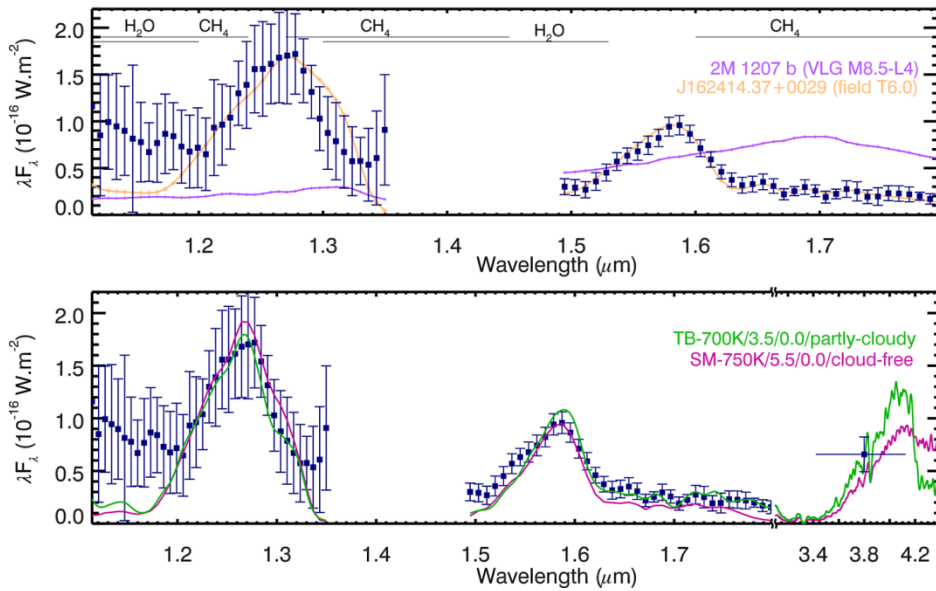 H₂O CH₄ CH₄ H₂O CH₄
2.0
1.5
1.0
0.5
0.0
λFλ (10⁻¹⁶ W.m⁻²)
2M 1207 b (VLG M8.5-L4)
J162414.37+0029 (field T6.0)
1.2 1.3 1.4 1.5 1.6 1.7
Wavelength (μm)
2.0
1.5
1.0
0.5
0.0
λFλ (10⁻¹⁶ W.m⁻²)
TB-700K/3.5/0.0/partly-cloudy
SM-750K/5.5/0.0/cloud-free
1.2 1.3 1.4 1.5 1.6 1.7 3.4 3.8 4.2
Wavelength (μm)